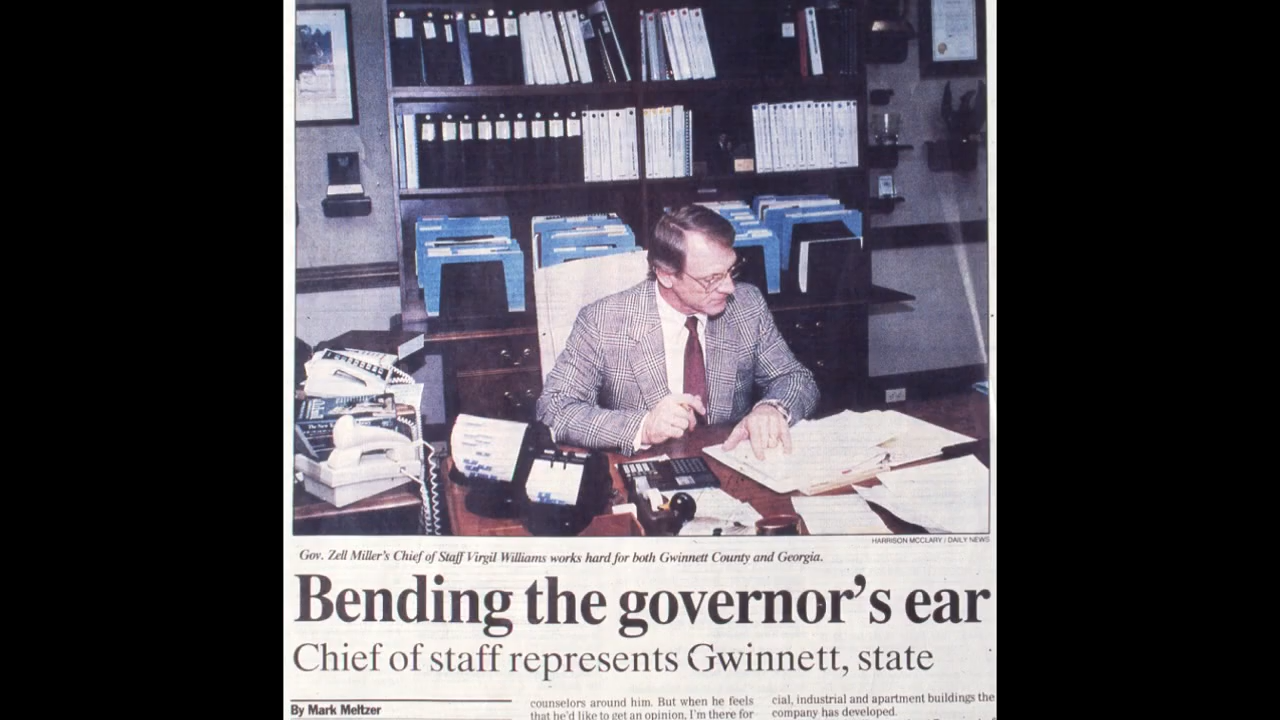 HARRISON MCCLARY / DAILY NEWS
Gov. Zell Miller's Chief of Staff Virgil Williams works hard for both Gwinnett County and Georgia.
Bending the governor's ear
Chief of staff represents Gwinnett, state
By Mark Meltzer
counselors around him. But when he feels
that he'd like to get an opinion, I'm there for
cial, industrial and apartment buildings the
company has developed.